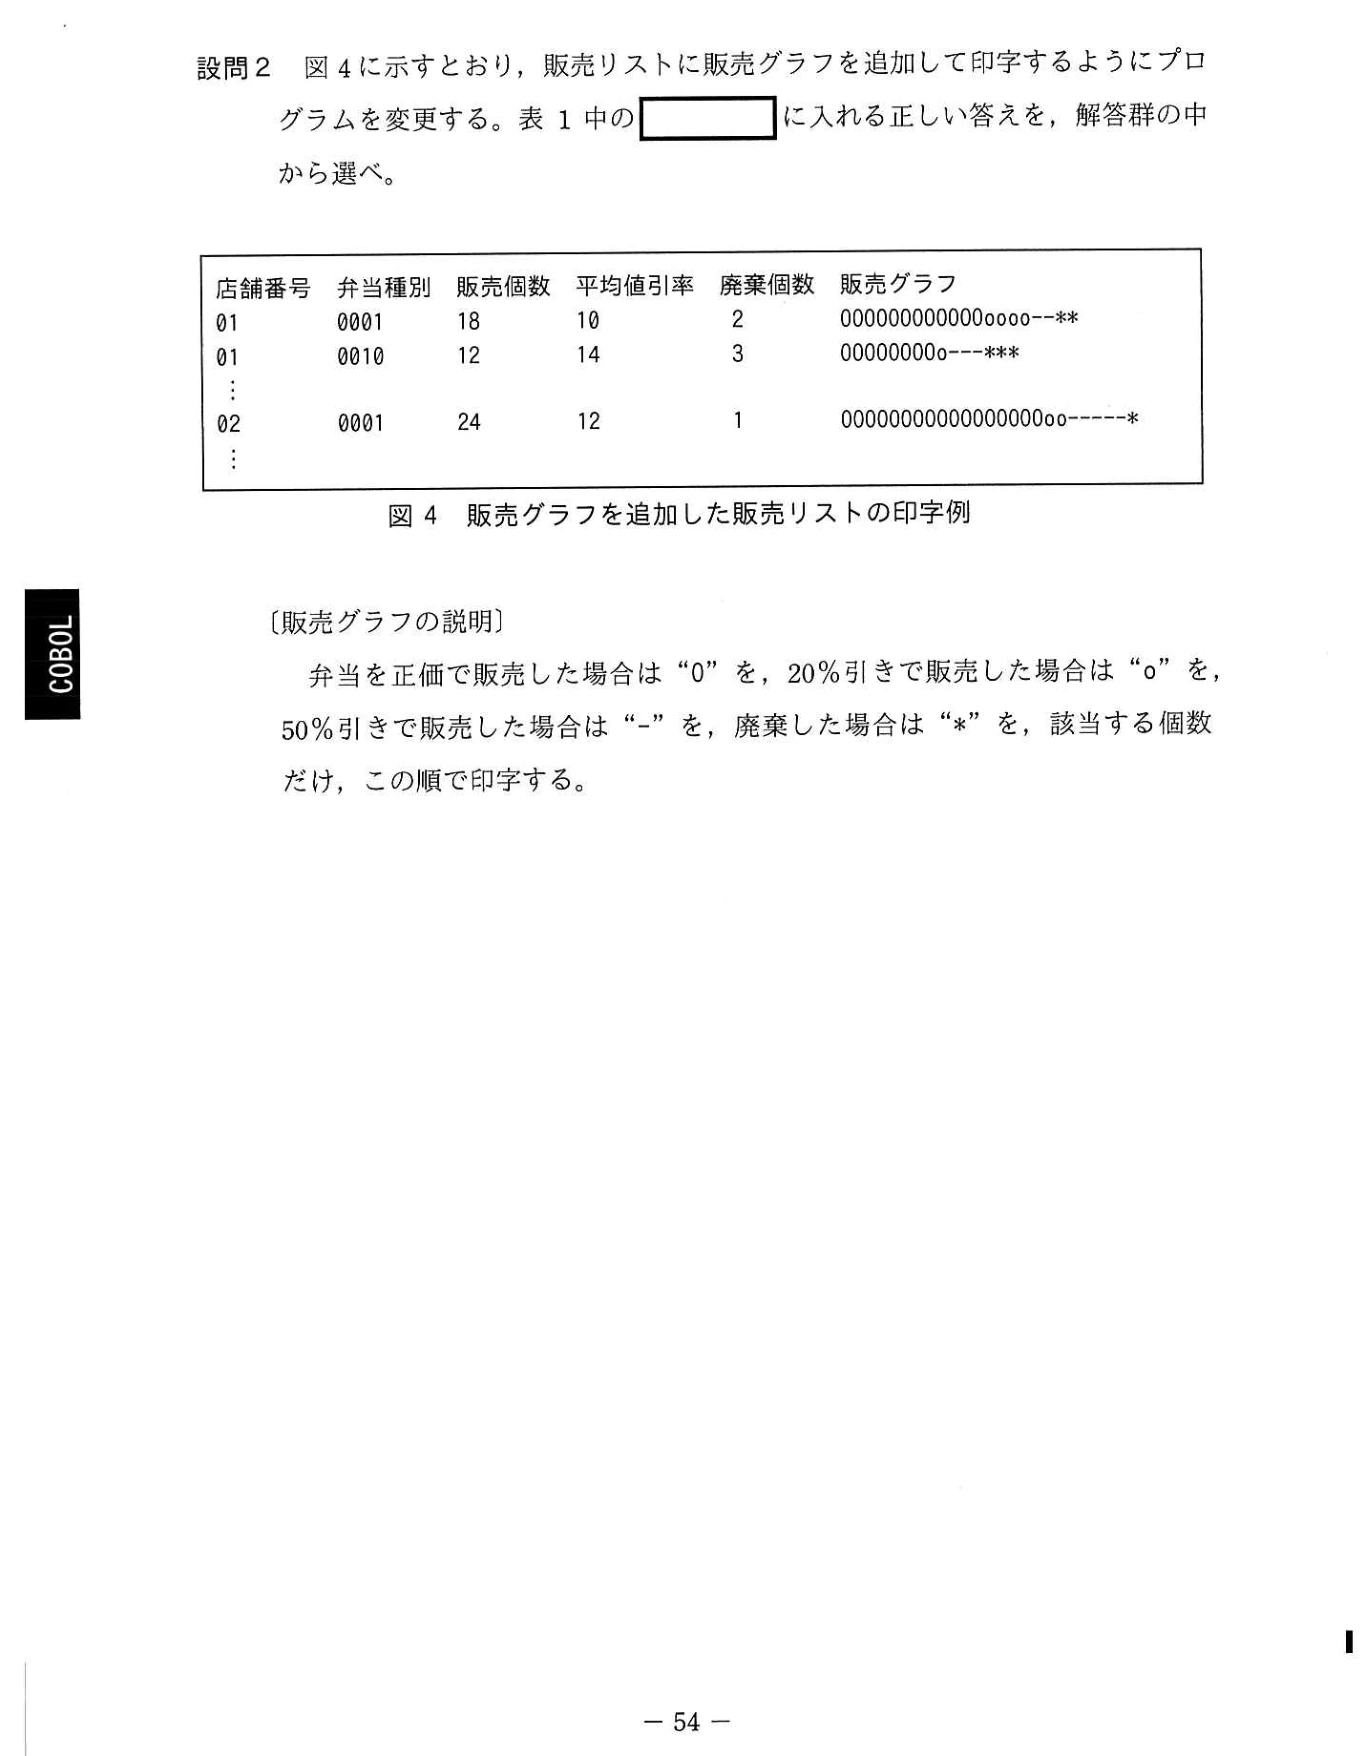 設問2　図4に示すとおり，販売リストに販売グラフを追加して印字するようにプロ
グラムを変更する。表 1 中の　　　に入れる正しい答えを，解答群の中
から選べ。
店舗番号　弁当種別　販売個数　平均値引率　廃棄個数　販売グラフ
01　0001　18　10　2　000000000000oooo--**
01　0010　12　14　3　00000000o---***
⋮
02　0001　24　12　1　00000000000000000oo-----*
⋮
図 4　販売グラフを追加した販売リストの印字例
COBOL
〔販売グラフの説明〕
弁当を正価で販売した場合は“0”を，20％引きで販売した場合は“o”を，
50％引きで販売した場合は“-”を，廃棄した場合は“*”を，該当する個数
だけ，この順で印字する。
－ 54 －